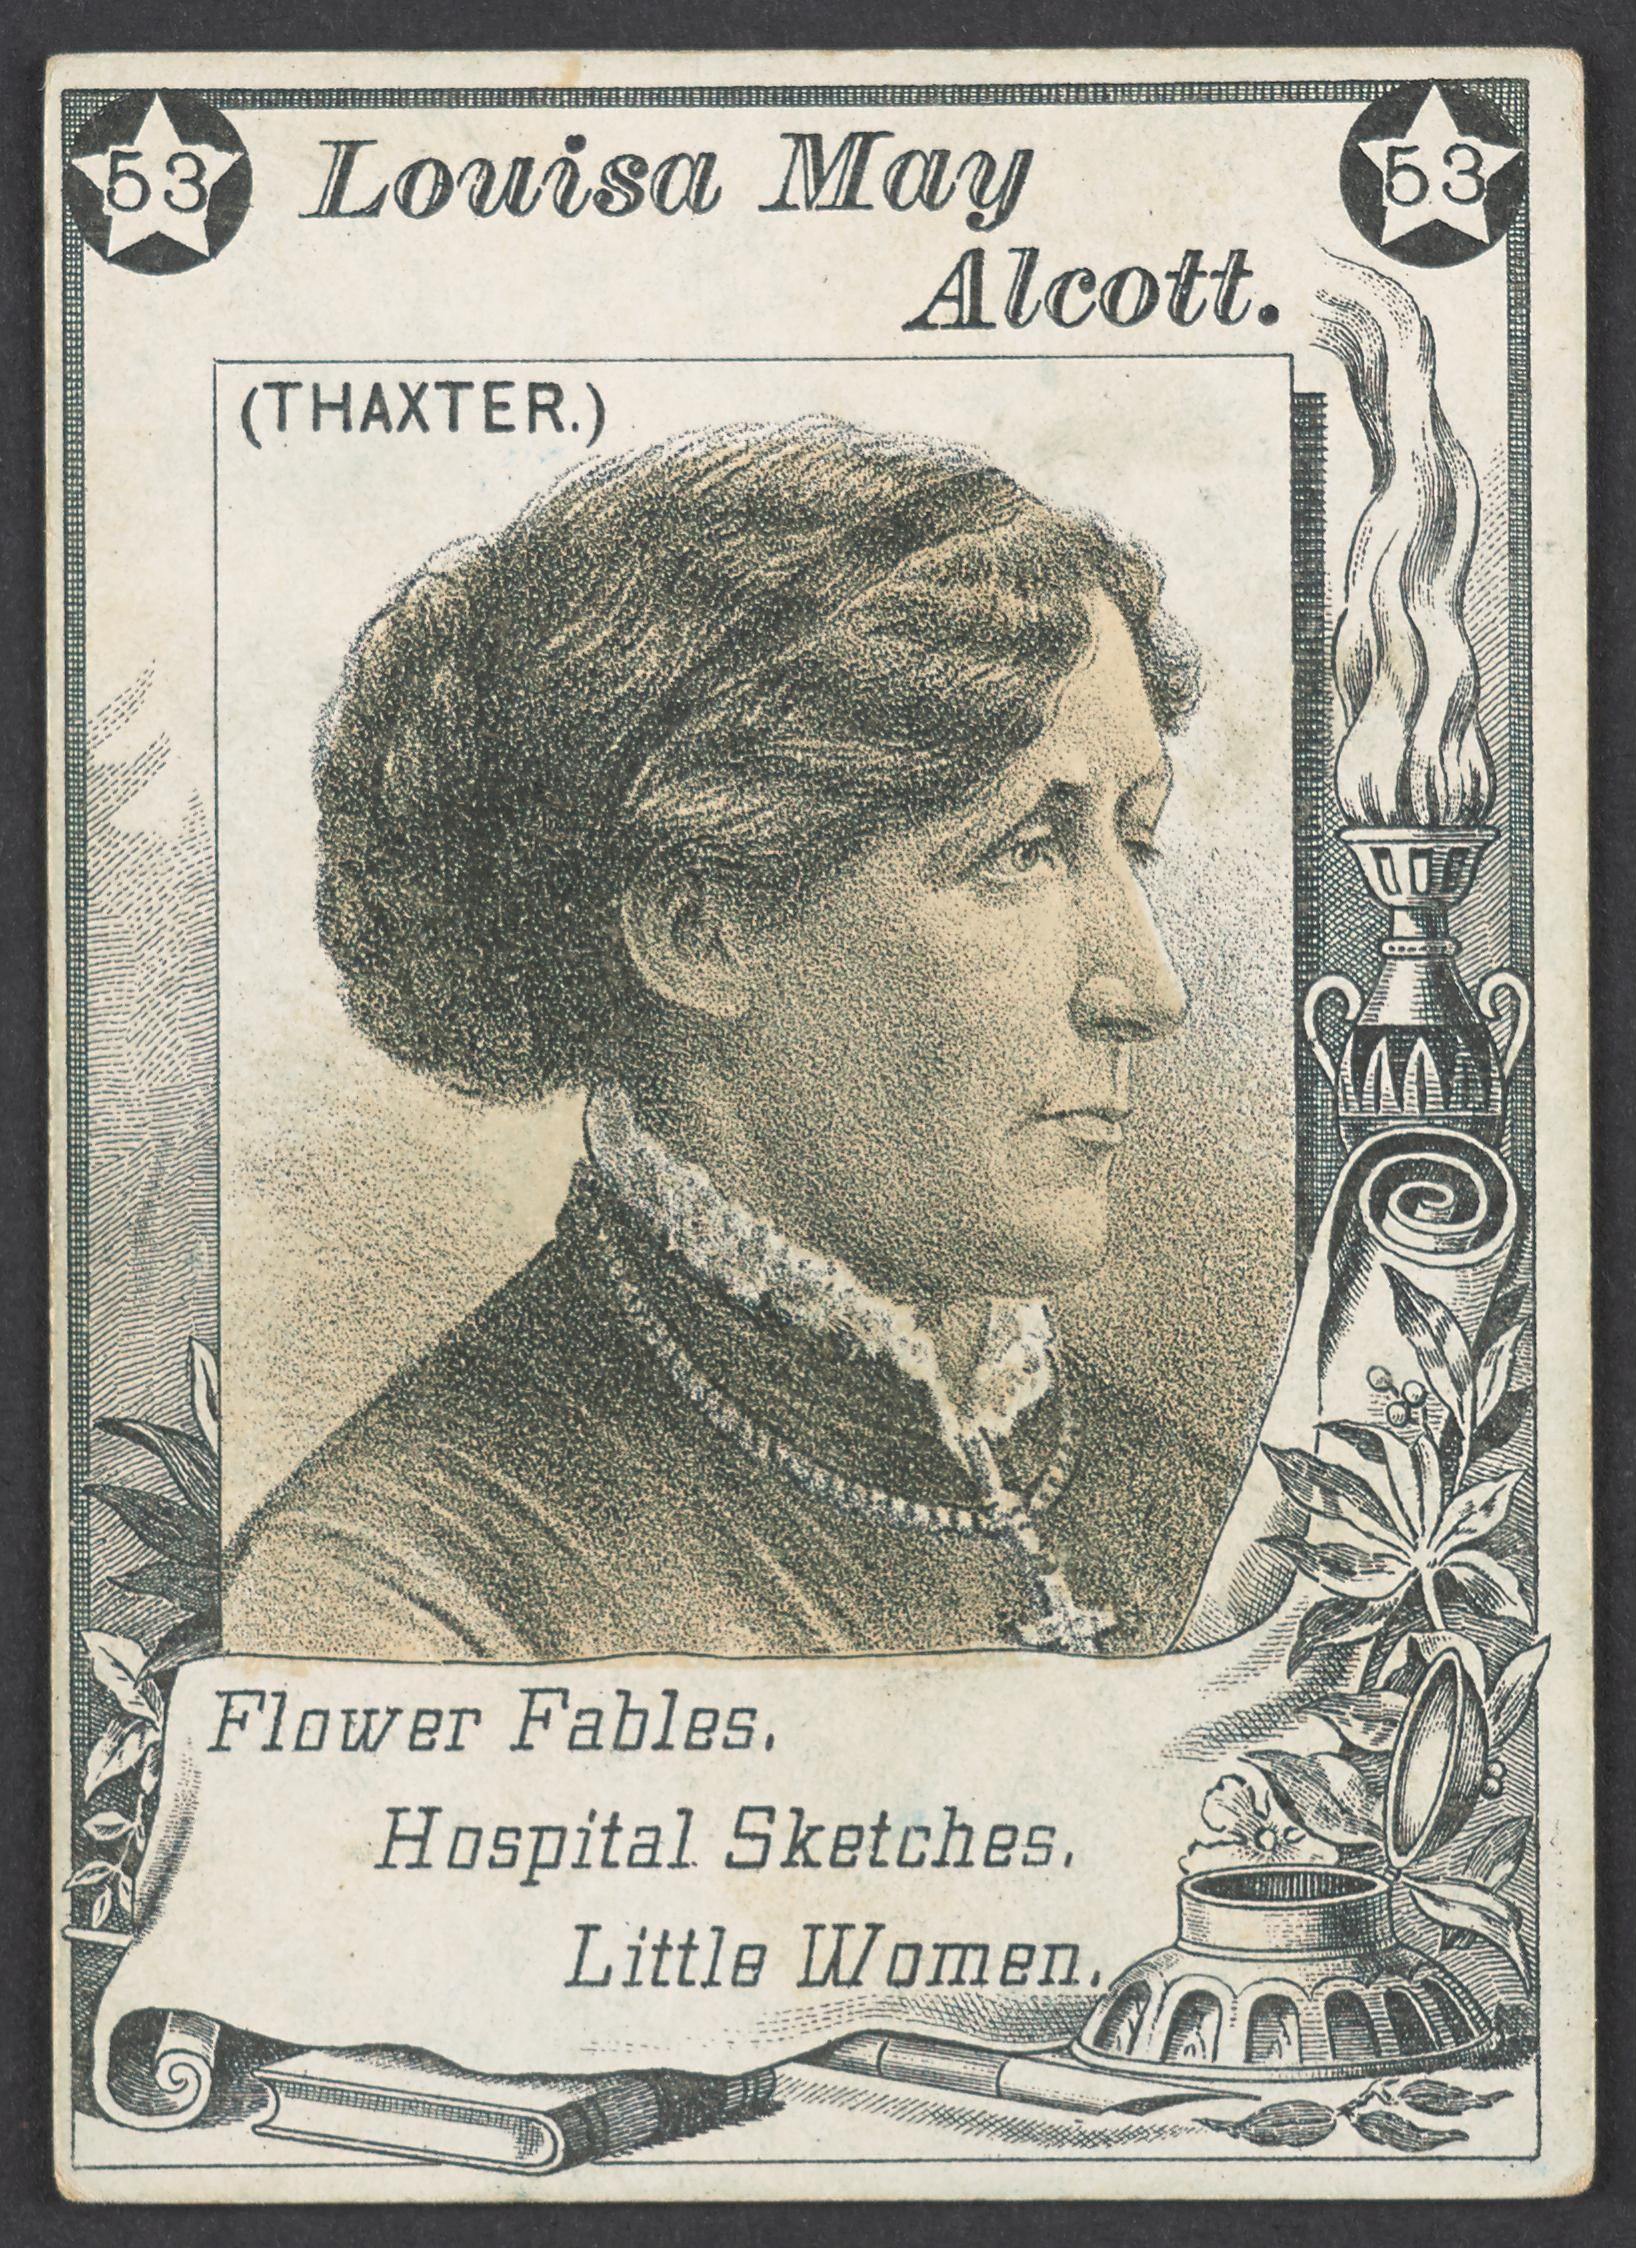 53 Louisa May 53
Alcott.
(THAXTER.)
Flower Fables.
Hospital Sketches.
Little Women.